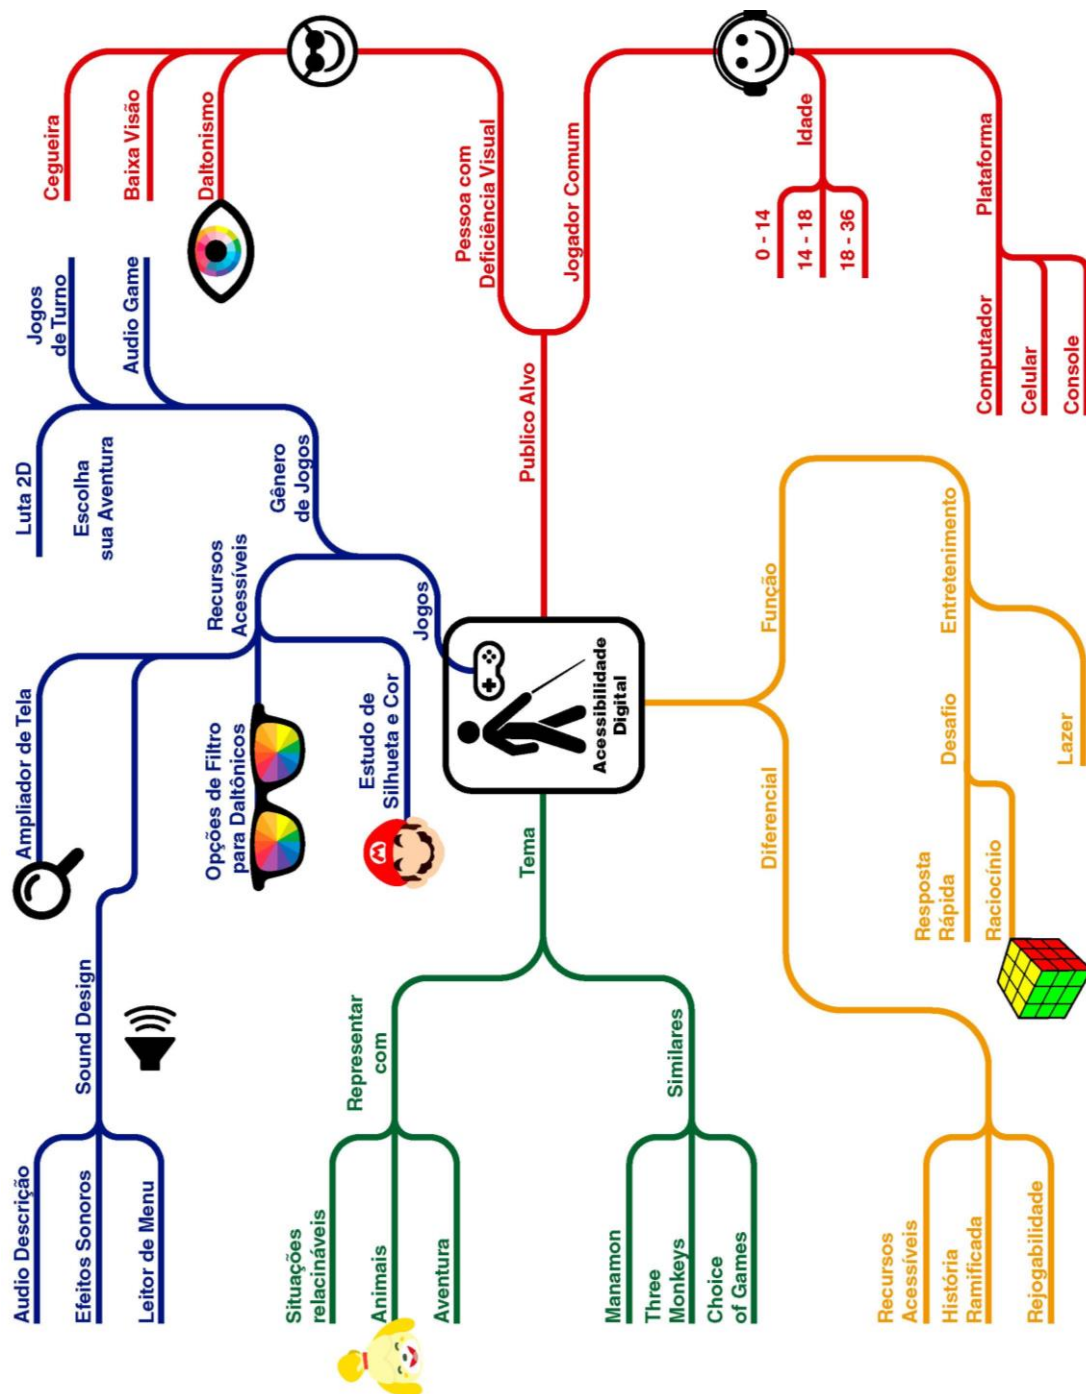 Acessibilidade
Digital
Jogos
Gênero
de Jogos
Luta 2D
Escolha
sua Aventura
Jogos
de Turno
Audio Game
Recursos
Acessíveis
Ampliador de Tela
Sound Design
Audio Descrição
Efeitos Sonoros
Leitor de Menu
Opções de Filtro
para Daltônicos
Estudo de
Silhueta e Cor
M
Publico Alvo
Pessoa com
Deficiência Visual
Cegueira
Baixa Visão
Daltonismo
Jogador Comum
Idade
0 - 14
14 - 18
18 - 36
Plataforma
Computador
Celular
Console
Tema
Representar
com
Situações
relacináveis
Animais
Aventura
Similares
Manamon
Three
Monkeys
Choice
of Games
Função
Entretenimento
Lazer
Desafio
Resposta
Rápida
Raciocínio
Diferencial
Recursos
Acessíveis
História
Ramificada
Rejogabilidade